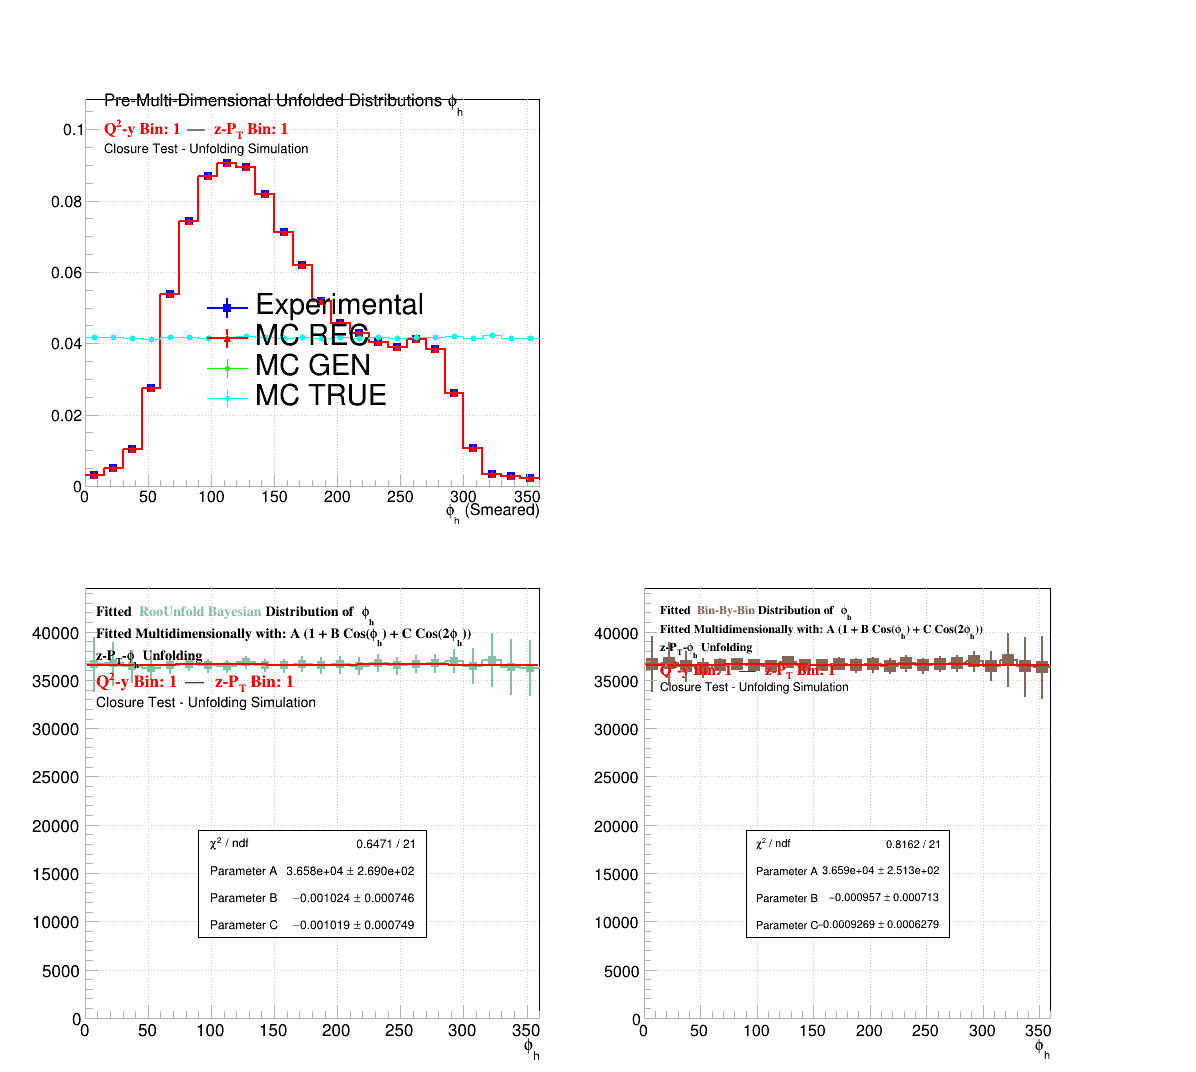 Pre-Multi-Dimensional Unfolded Distributions ϕh
Q²-y Bin: 1 — z-PT Bin: 1
Closure Test - Unfolding Simulation
0.1
0.08
0.06
0.04
0.02
0
Experimental
MC REC
MC GEN
MC TRUE
0 50 100 150 200 250 300 350
ϕh (Smeared)
Fitted RooUnfold Bayesian Distribution of ϕh
Fitted Multidimensionally with: A (1 + B Cos(ϕh) + C Cos(2ϕh))
z-PT-ϕh Unfolding
Q²-y Bin: 1 — z-PT Bin: 1
Closure Test - Unfolding Simulation
40000
35000
30000
25000
20000
15000
10000
5000
0
χ² / ndf 0.6471 / 21
Parameter A 3.658e+04 ± 2.690e+02
Parameter B −0.001024 ± 0.000746
Parameter C −0.001019 ± 0.000749
0 50 100 150 200 250 300 350
ϕh
Fitted Bin-By-Bin Distribution of ϕh
Fitted Multidimensionally with: A (1 + B Cos(ϕh) + C Cos(2ϕh))
z-PT-ϕh Unfolding
Q²-y Bin: 1 — z-PT Bin: 1
Closure Test - Unfolding Simulation
40000
35000
30000
25000
20000
15000
10000
5000
0
χ² / ndf 0.8162 / 21
Parameter A 3.659e+04 ± 2.513e+02
Parameter B −0.000957 ± 0.000713
Parameter C −0.0009269 ± 0.0006279
0 50 100 150 200 250 300 350
ϕh